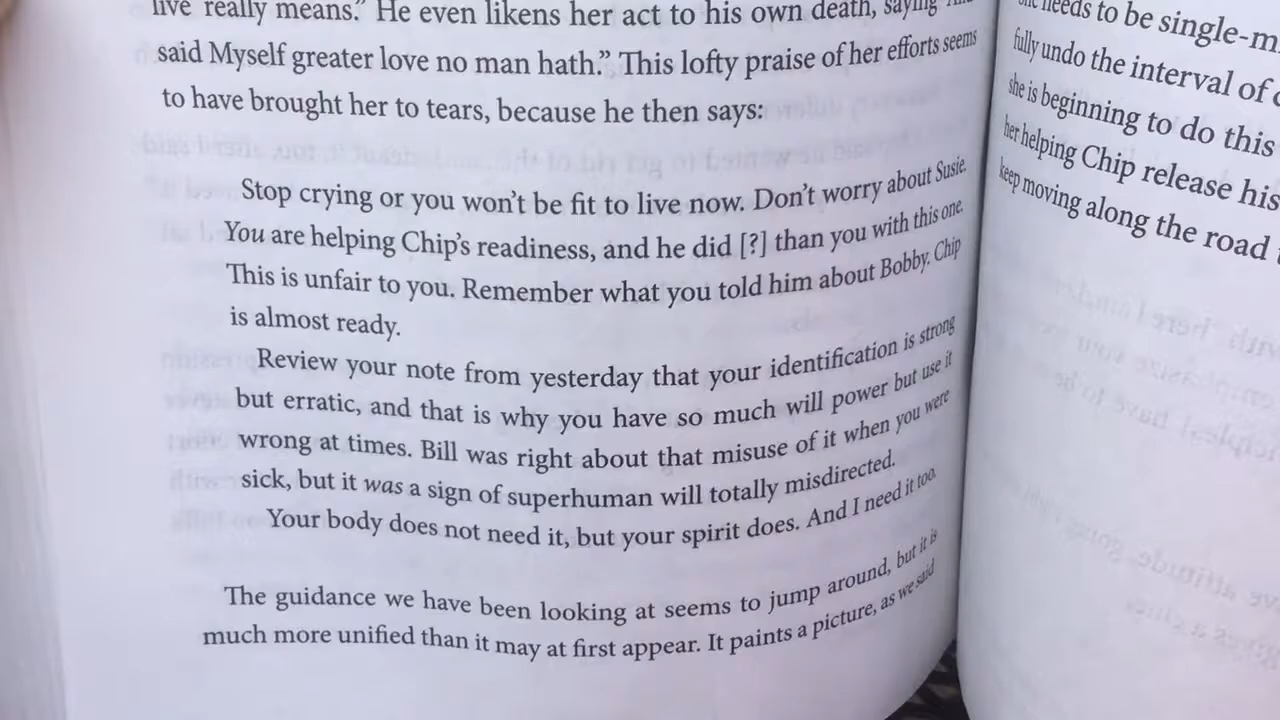 live' really means." He even likens her act to his own death, saying "And
said Myself greater love no man hath." This lofty praise of her efforts seems
to have brought her to tears, because he then says:
Stop crying or you won't be fit to live now. Don't worry about Susie.
You are helping Chip's readiness, and he did [?] than you with this one.
This is unfair to you. Remember what you told him about Bobby. Chip
is almost ready.
Review your note from yesterday that your identification is strong
but erratic, and that is why you have so much will power but use it
wrong at times. Bill was right about that misuse of it when you were
sick, but it was a sign of superhuman will totally misdirected.
Your body does not need it, but your spirit does. And I need it too.
The guidance we have been looking at seems to jump around, but it is
much more unified than it may at first appear. It paints a picture, as we said
she needs to be single-m
fully undo the interval of
she is beginning to do this
her helping Chip release his
keep moving along the road